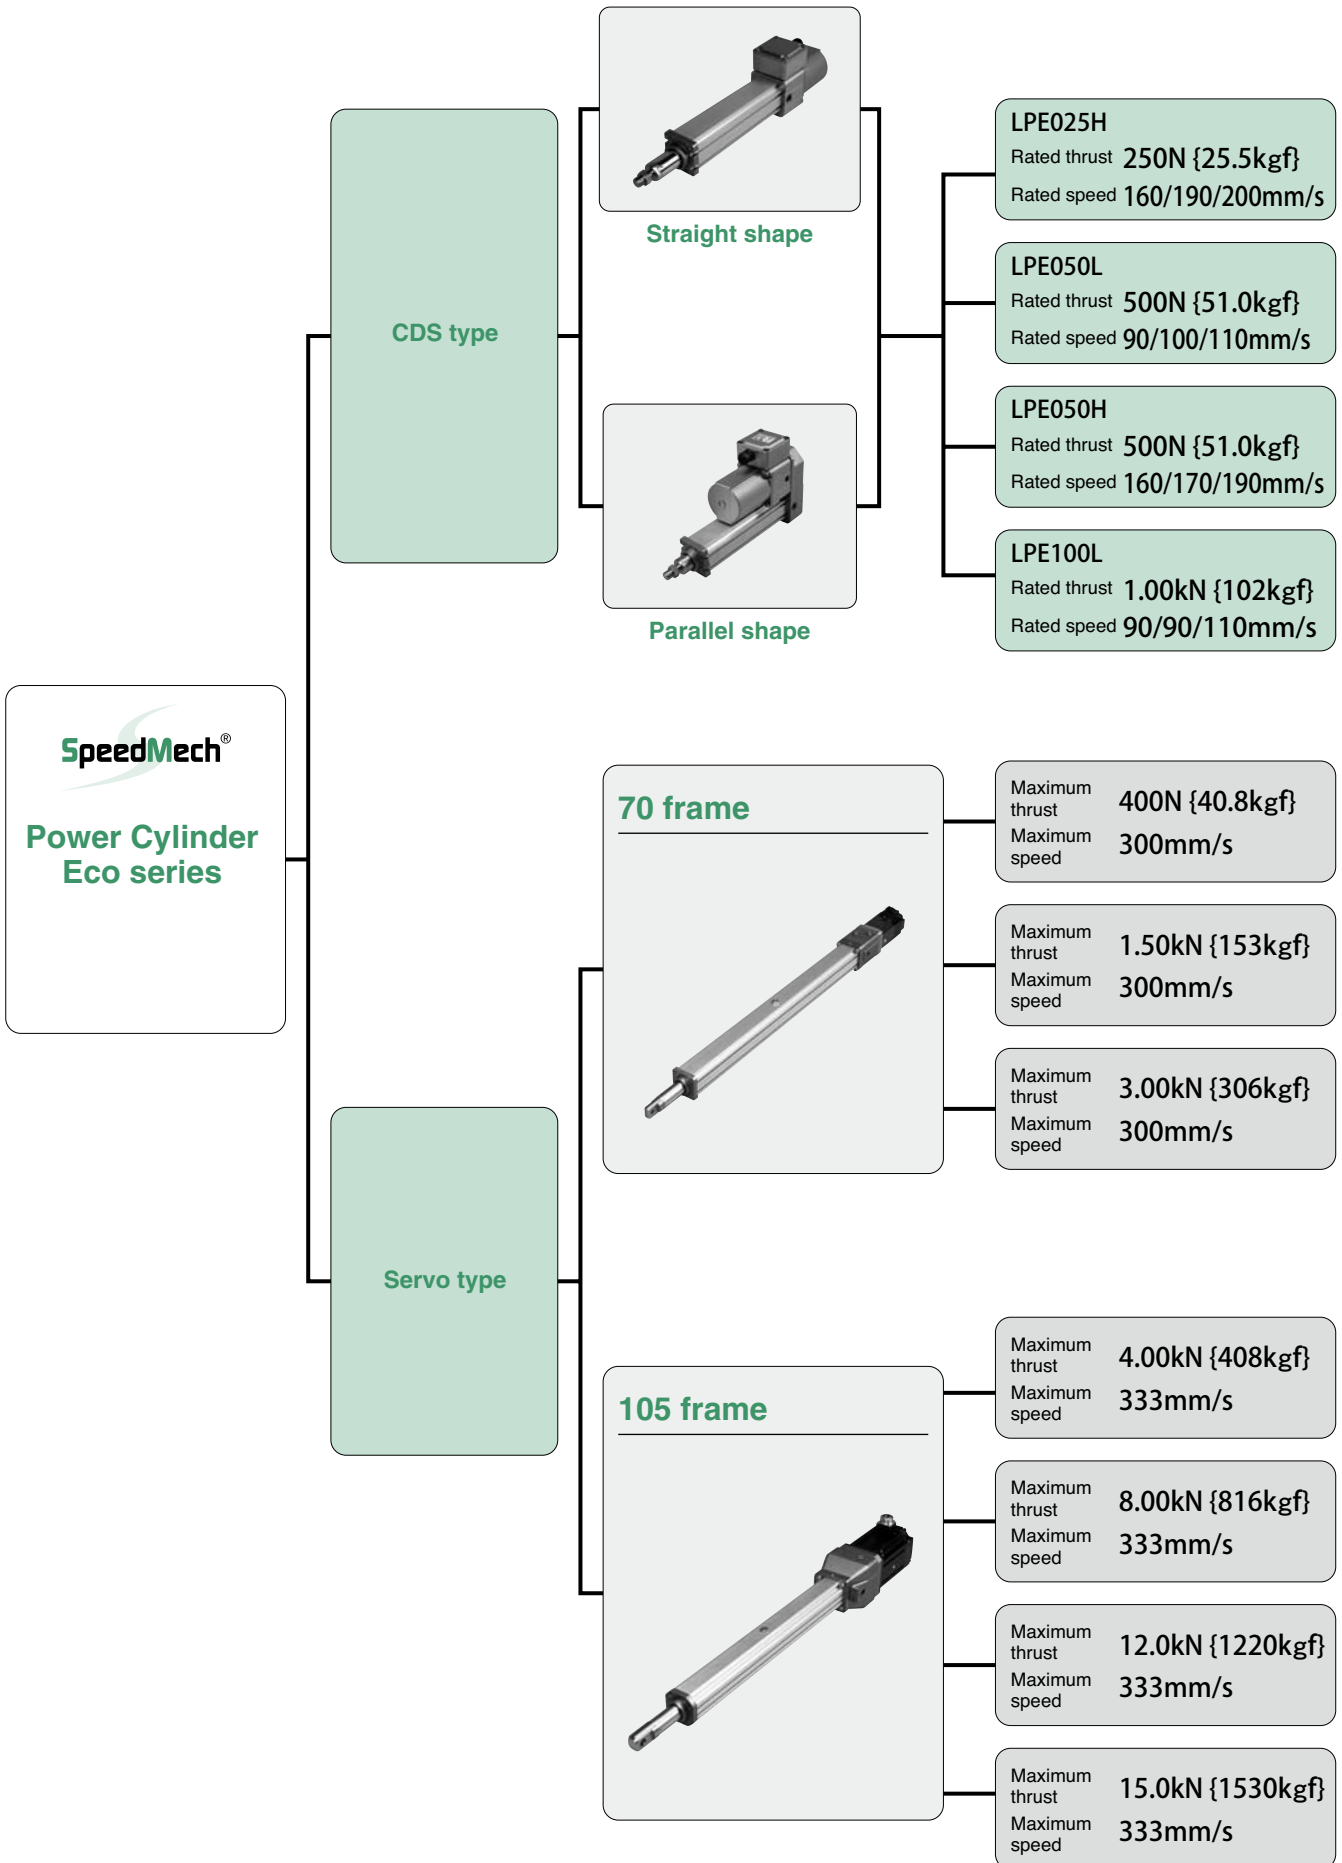 SpeedMech®
Power Cylinder
Eco series
CDS type
Straight shape
Parallel shape
LPE025H
Rated thrust 250N {25.5kgf}
Rated speed 160/190/200mm/s
LPE050L
Rated thrust 500N {51.0kgf}
Rated speed 90/100/110mm/s
LPE050H
Rated thrust 500N {51.0kgf}
Rated speed 160/170/190mm/s
LPE100L
Rated thrust 1.00kN {102kgf}
Rated speed 90/90/110mm/s
Servo type
70 frame
Maximum
thrust 400N {40.8kgf}
Maximum
speed 300mm/s
Maximum
thrust 1.50kN {153kgf}
Maximum
speed 300mm/s
Maximum
thrust 3.00kN {306kgf}
Maximum
speed 300mm/s
105 frame
Maximum
thrust 4.00kN {408kgf}
Maximum
speed 333mm/s
Maximum
thrust 8.00kN {816kgf}
Maximum
speed 333mm/s
Maximum
thrust 12.0kN {1220kgf}
Maximum
speed 333mm/s
Maximum
thrust 15.0kN {1530kgf}
Maximum
speed 333mm/s